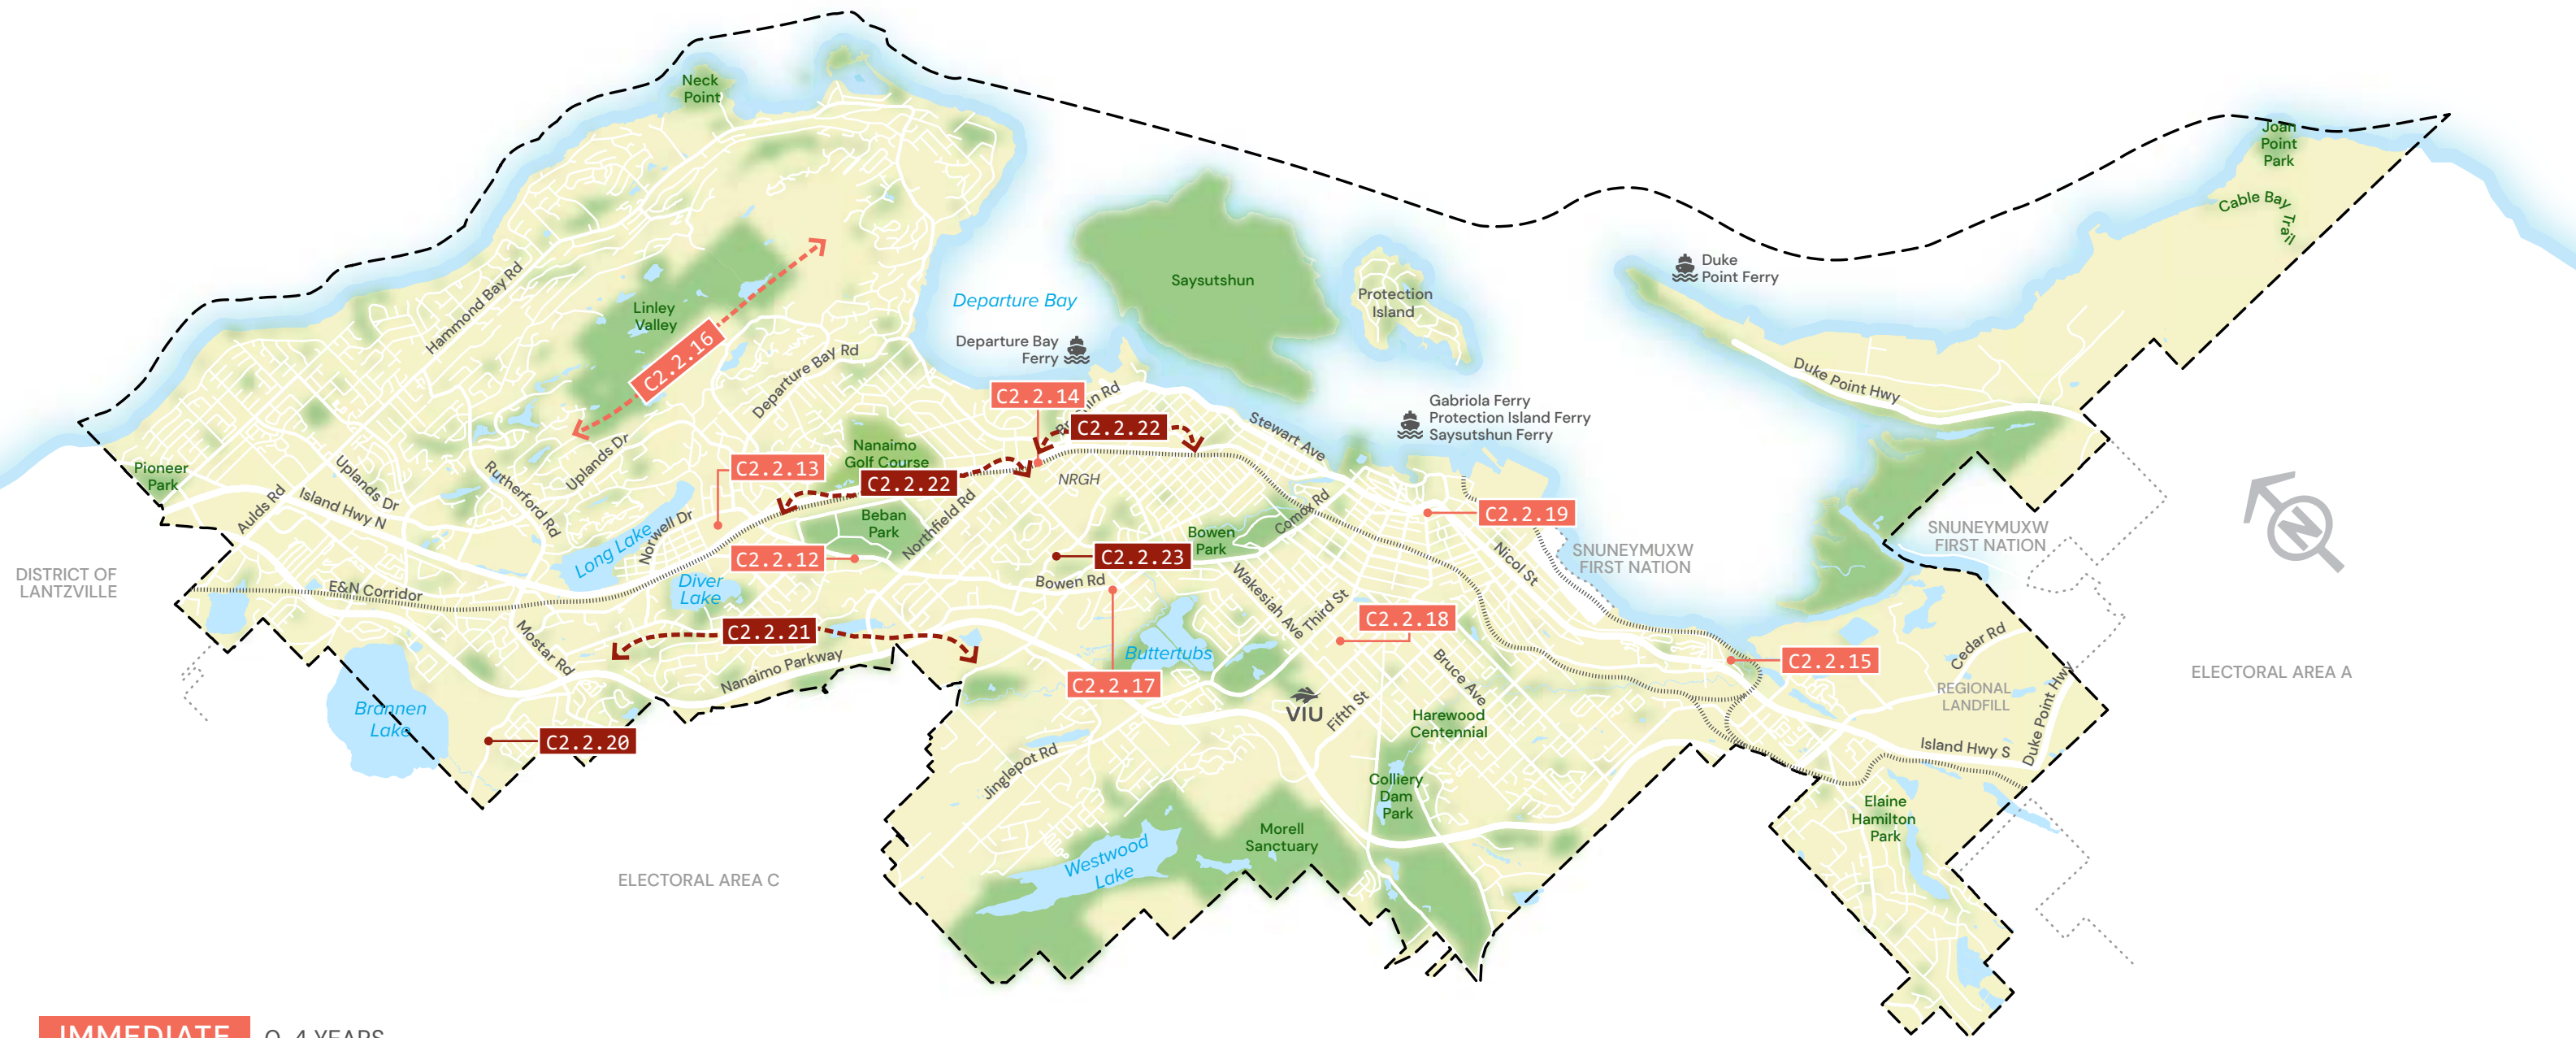 Neck
Point
Joan
Point
Park
Cable Bay Trail
Duke
Point Ferry
Saysutshun
Protection
Island
Departure Bay
Hammond Bay Rd
Linley
Valley
C2.2.16
Departure Bay
Ferry
Departure Bay Rd
Duke Point Hwy
C2.2.14
Rd
C2.2.22
Stewart Ave
Gabriola Ferry
Protection Island Ferry
Saysutshun Ferry
Nanaimo
Golf Course
Uplands Dr
Pioneer
Park
C2.2.13
C2.2.22
NRGH
Uplands Dr
Rutherford Rd
Aulds Rd
Island Hwy N
Norwell Dr
Long Lake
Beban
Park
Northfield Rd
Comox Rd
C2.2.19
N
SNUNEYMUXW
FIRST NATION
SNUNEYMUXW
FIRST NATION
C2.2.12
C2.2.23
Bowen
Park
Nicol St
DISTRICT OF
LANTZVILLE
E&N Corridor
Diver
Lake
Bowen Rd
Wakesiah Ave
Third St
C2.2.18
C2.2.21
Mostar Rd
Nanaimo Parkway
Buttertubs
Bruce Ave
C2.2.15
Cedar Rd
ELECTORAL AREA A
C2.2.17
REGIONAL
LANDFILL
VIU
Fifth St
Harewood
Centennial
Brannen
Lake
C2.2.20
Jinglepot Rd
Island Hwy S
Duke Point Hwy
Colliery
Dam
Park
Elaine
Hamilton
Park
Morell
Sanctuary
Westwood
Lake
ELECTORAL AREA C
IMMEDIATE 0-4 YEARS